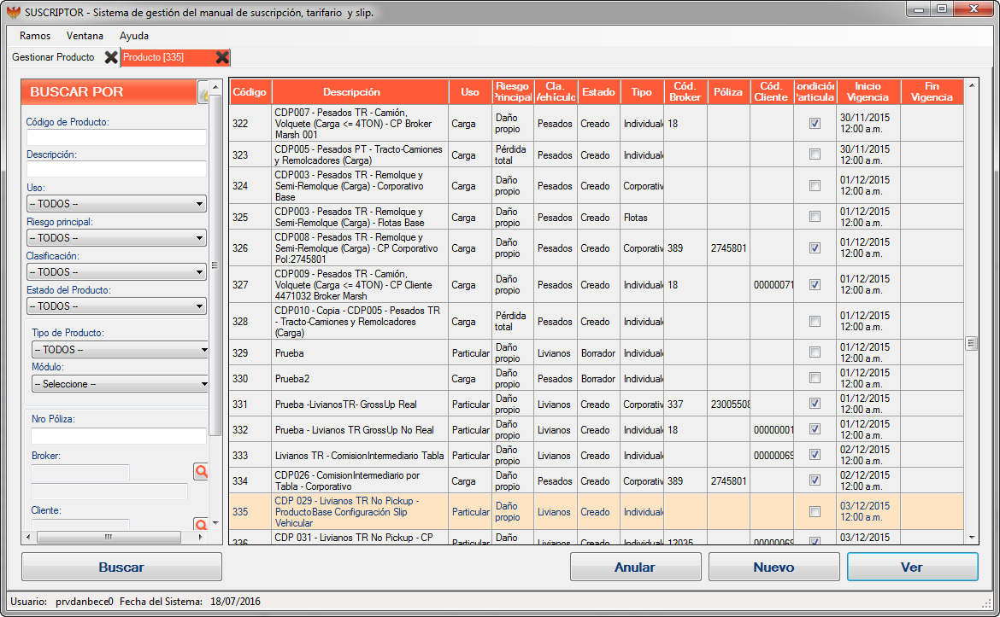 SUSCRIPTOR - Sistema de gestión del manual de suscripción, tarifario y slip.
Ramos Ventana Ayuda
Gestionar Producto Producto [335]
BUSCAR POR
Código de Producto:
Descripción:
Uso:
-- TODOS --
Riesgo principal:
-- TODOS --
Clasificación:
-- TODOS --
Estado del Producto:
-- TODOS --
Tipo de Producto:
-- TODOS --
Módulo:
-- Seleccione --
Nro Póliza:
Broker:
Cliente:
Buscar
Código Descripción Uso Riesgo Principal Cla. Vehículo Estado Tipo Cód. Broker Póliza Cód. Cliente ondición articula Inicio Vigencia Fin Vigencia
322 CDP007 - Pesados TR - Camión, Volquete (Carga <= 4TON) - CP Broker Marsh 001 Carga Daño propio Pesados Creado Individuale 18 30/11/2015 12:00 a.m.
323 CDP005 - Pesados PT - Tracto-Camiones y Remolcadores (Carga) Carga Pérdida total Pesados Creado Individuale 30/11/2015 12:00 a.m.
324 CDP003 - Pesados TR - Remolque y Semi-Remolque (Carga) - Corporativo Base Carga Daño propio Pesados Creado Corporativ 01/12/2015 12:00 a.m.
325 CDP003 - Pesados TR - Remolque y Semi-Remolque (Carga) - Flotas Base Carga Daño propio Pesados Creado Flotas 01/12/2015 12:00 a.m.
326 CDP008 - Pesados TR - Remolque y Semi-Remolque (Carga) - CP Corporativo Pol:2745801 Carga Daño propio Pesados Creado Corporativ 389 2745801 01/12/2015 12:00 a.m.
327 CDP009 - Pesados TR - Camión, Volquete (Carga <= 4TON) - CP Cliente 4471032 Broker Marsh Carga Daño propio Pesados Creado Individuale 18 00000071 01/12/2015 12:00 a.m.
328 CDP010 - Copia - CDP005 - Pesados TR - Tracto-Camiones y Remolcadores (Carga) Carga Pérdida total Pesados Creado Individuale 01/12/2015 12:00 a.m.
329 Prueba Particular Daño propio Livianos Borrador Individuale 01/12/2015 12:00 a.m.
330 Prueba2 Carga Daño propio Pesados Borrador Individuale 01/12/2015 12:00 a.m.
331 Prueba -LivianosTR- GrossUp Real Particular Daño propio Livianos Creado Corporativ 337 23005508 01/12/2015 12:00 a.m.
332 Prueba - Livianos TR GrossUp No Real Particular Daño propio Livianos Creado Individuale 18 00000001 01/12/2015 12:00 a.m.
333 Livianos TR - ComisionIntermediario Tabla Particular Daño propio Livianos Creado Individuale 00000069 02/12/2015 12:00 a.m.
334 CDP026 - ComisionIntermediario por Tabla - Corporativo Carga Daño propio Pesados Creado Corporativ 389 2745801 02/12/2015 12:00 a.m.
335 CDP 029 - Livianos TR No Pickup - ProductoBase Configuración Slip Vehicular Particular Daño propio Livianos Creado Individuale 03/12/2015 12:00 a.m.
336 CDP 031 - Livianos TR No Pickup - CP Particular Daño Livianos Creado Individuale 12035 00000069 03/12/2015
Anular Nuevo Ver
Usuario: prvdanbece0 Fecha del Sistema: 18/07/2016